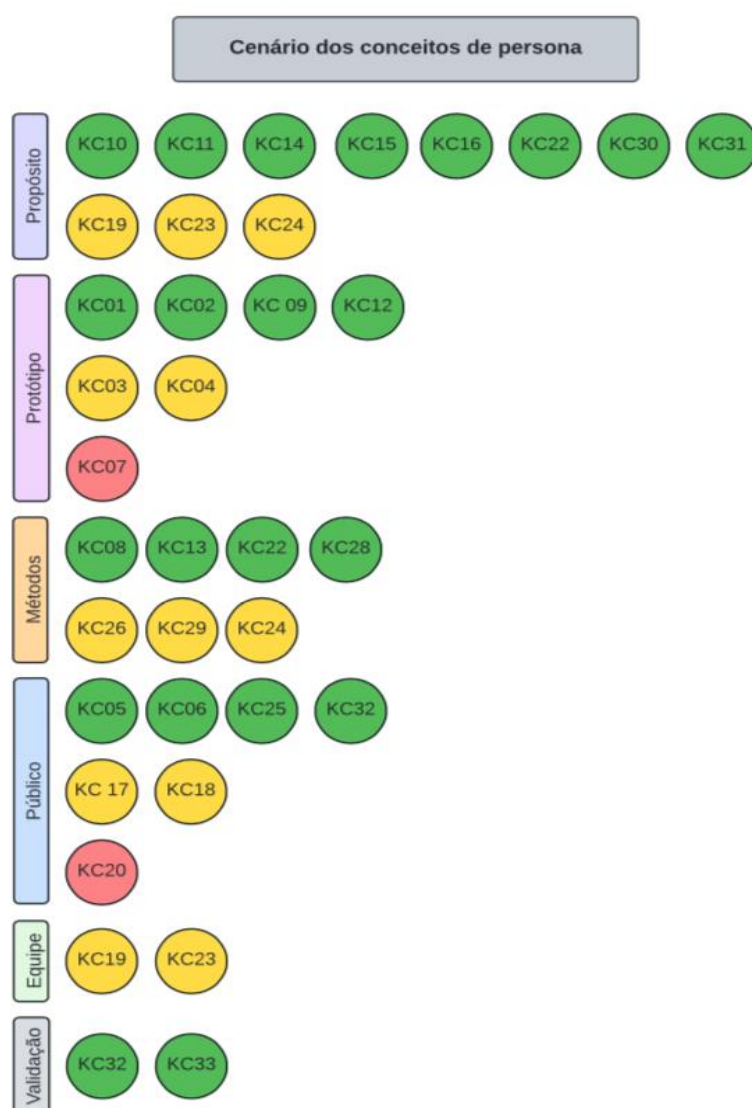 Cenário dos conceitos de persona
Propósito
KC10 KC11 KC14 KC15 KC16 KC22 KC30 KC31
KC19 KC23 KC24
Protótipo
KC01 KC02 KC 09 KC12
KC03 KC04
KC07
Métodos
KC08 KC13 KC22 KC28
KC26 KC29 KC24
Público
KC05 KC06 KC25 KC32
KC 17 KC18
KC20
Equipe
KC19 KC23
Validação
KC32 KC33